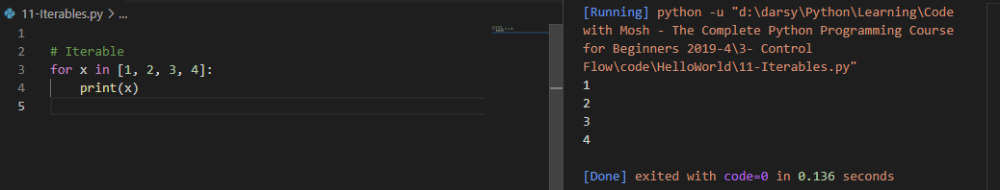 11-Iterables.py > ...
1
2 # Iterable
3 for x in [1, 2, 3, 4]:
4     print(x)
5
[Running] python -u "d:\darsy\Python\Learning\Code
with Mosh - The Complete Python Programming Course
for Beginners 2019-4\3- Control
Flow\code\HelloWorld\11-Iterables.py"
1
2
3
4
[Done] exited with code=0 in 0.136 seconds